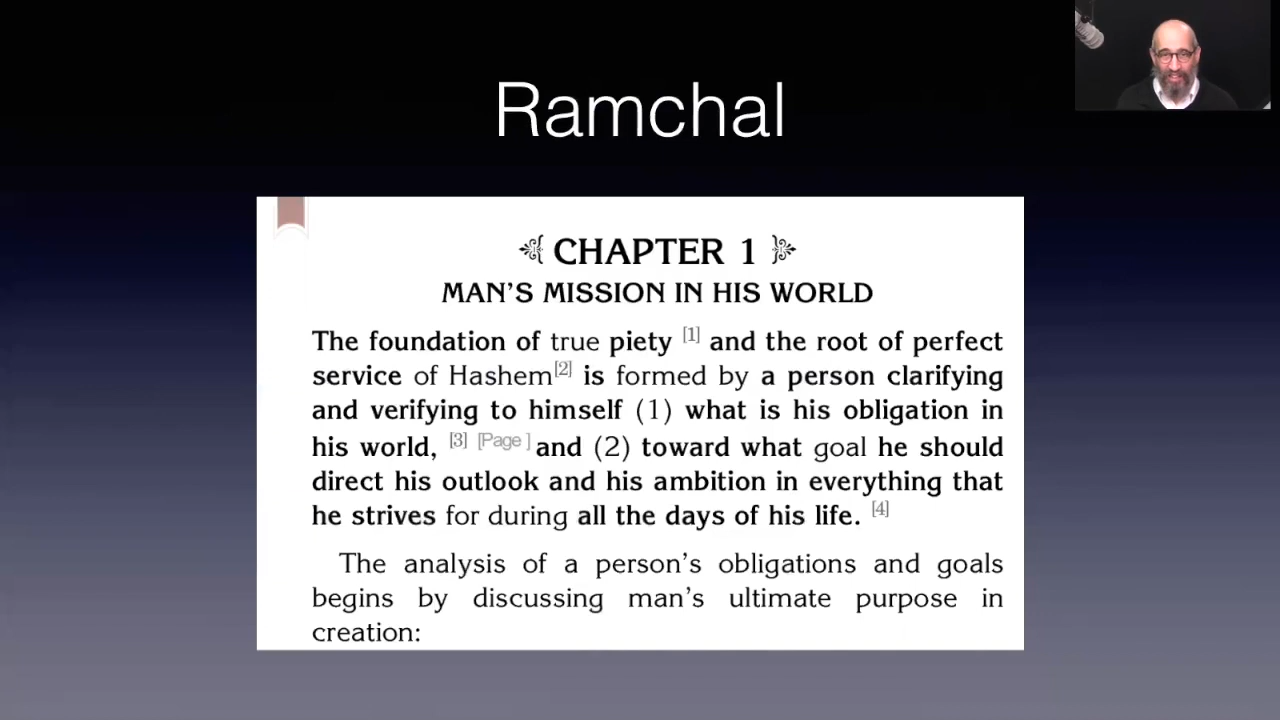 Ramchal
CHAPTER 1
MAN'S MISSION IN HIS WORLD
The foundation of true piety [1] and the root of perfect
service of Hashem[2] is formed by a person clarifying
and verifying to himself (1) what is his obligation in
his world, [3] [Page ] and (2) toward what goal he should
direct his outlook and his ambition in everything that
he strives for during all the days of his life. [4]
The analysis of a person's obligations and goals
begins by discussing man's ultimate purpose in
creation: